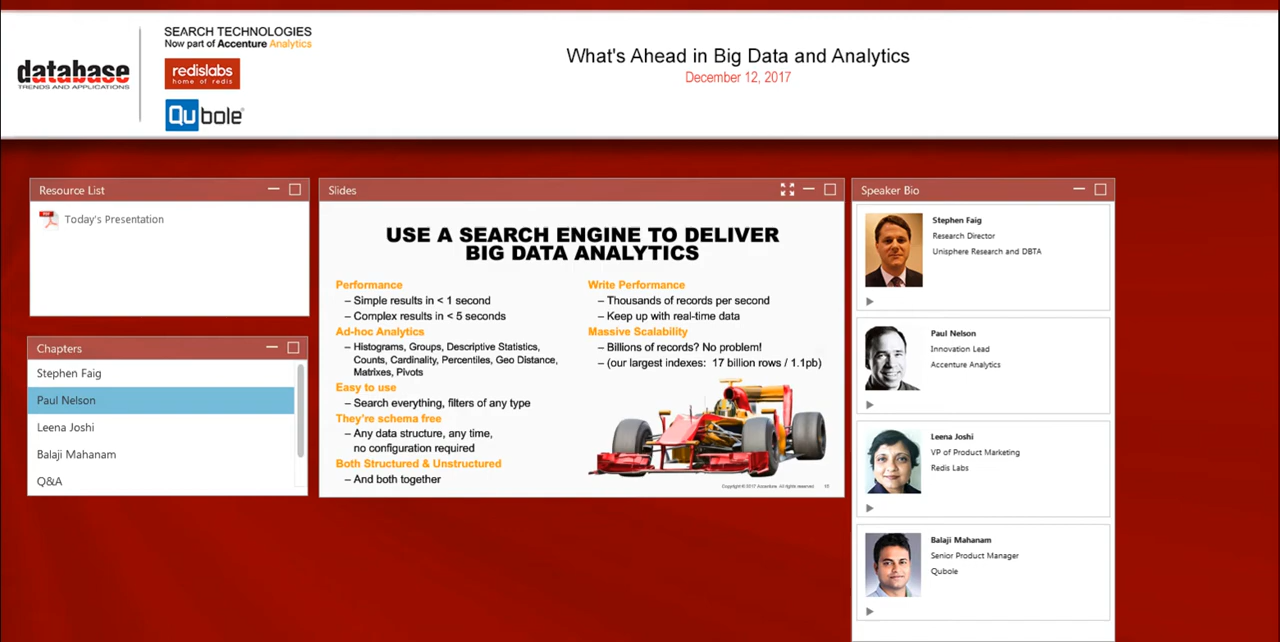 SEARCH TECHNOLOGIES
Now part of Accenture Analytics
database
TRENDS AND APPLICATIONS
redislabs
home of redis
Qubole
What's Ahead in Big Data and Analytics
December 12, 2017
Resource List
Today's Presentation
Chapters
Stephen Faig
Paul Nelson
Leena Joshi
Balaji Mahanam
Q&A
Slides
USE A SEARCH ENGINE TO DELIVER
BIG DATA ANALYTICS
Performance
– Simple results in < 1 second
– Complex results in < 5 seconds
Ad-hoc Analytics
– Histograms, Groups, Descriptive Statistics,
Counts, Cardinality, Percentiles, Geo Distance,
Matrixes, Pivots
Easy to use
– Search everything, filters of any type
They're schema free
– Any data structure, any time,
no configuration required
Both Structured & Unstructured
– And both together
Write Performance
– Thousands of records per second
– Keep up with real-time data
Massive Scalability
– Billions of records? No problem!
– (our largest indexes: 17 billion rows / 1.1pb)
Copyright © 2017 Accenture All rights reserved.
Speaker Bio
Stephen Faig
Research Director
Unisphere Research and DBTA
Paul Nelson
Innovation Lead
Accenture Analytics
Leena Joshi
VP of Product Marketing
Redis Labs
Balaji Mahanam
Senior Product Manager
Qubole